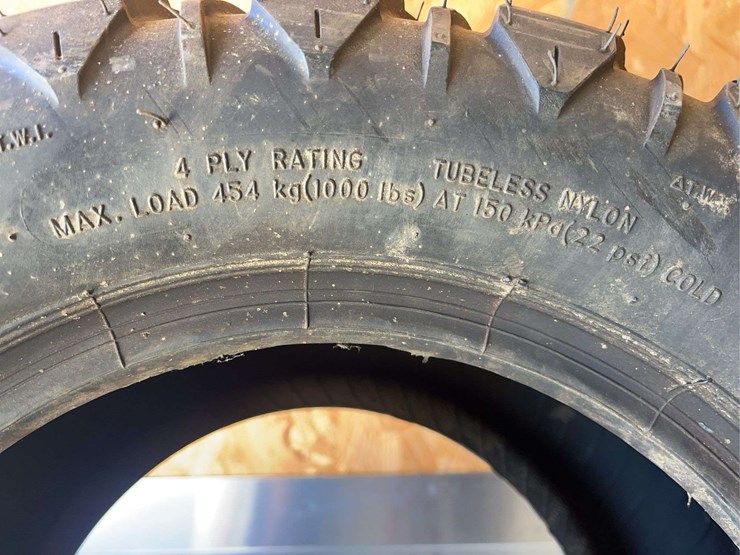 T.W.I.
4 PLY RATING TUBELESS NYLON
MAX. LOAD 454 kg(1000 lbs) AT 150 kPa(22 psi) COLD